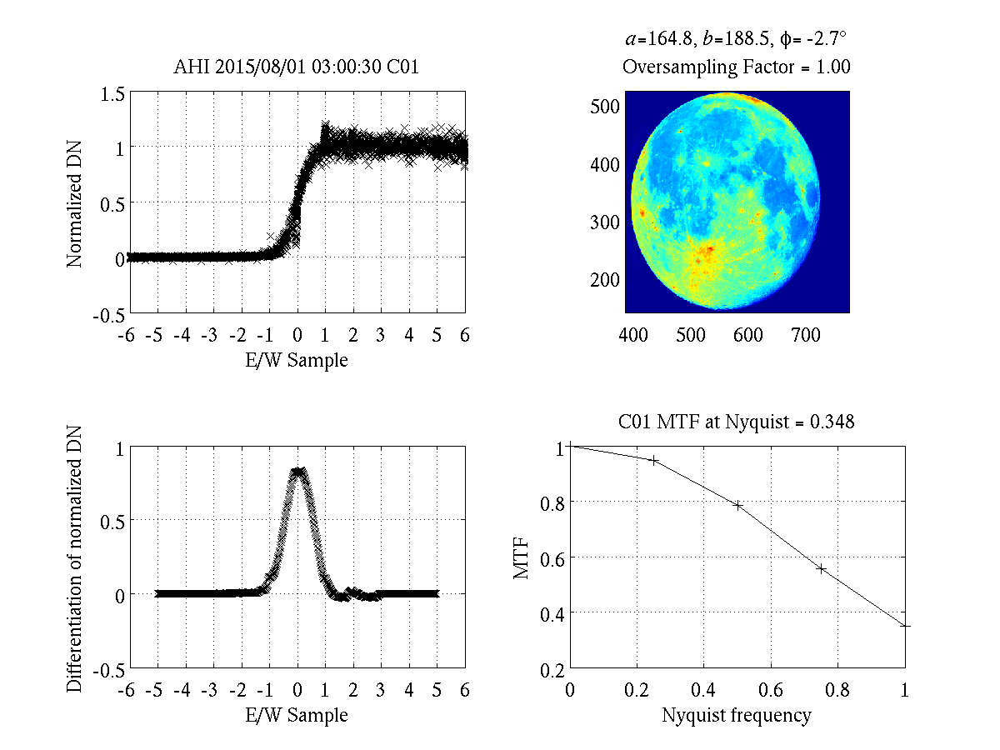 AHI 2015/08/01 03:00:30 C01
1.5
1
0.5
0
-0.5
Normalized DN
-6 -5 -4 -3 -2 -1 0 1 2 3 4 5 6
E/W Sample
a=164.8, b=188.5, ϕ= -2.7°
Oversampling Factor = 1.00
500
400
300
200
400 500 600 700
1
0.5
0
-0.5
Differentiation of normalized DN
-6 -5 -4 -3 -2 -1 0 1 2 3 4 5 6
E/W Sample
C01 MTF at Nyquist = 0.348
1
0.8
0.6
0.4
0.2
MTF
0 0.2 0.4 0.6 0.8 1
Nyquist frequency